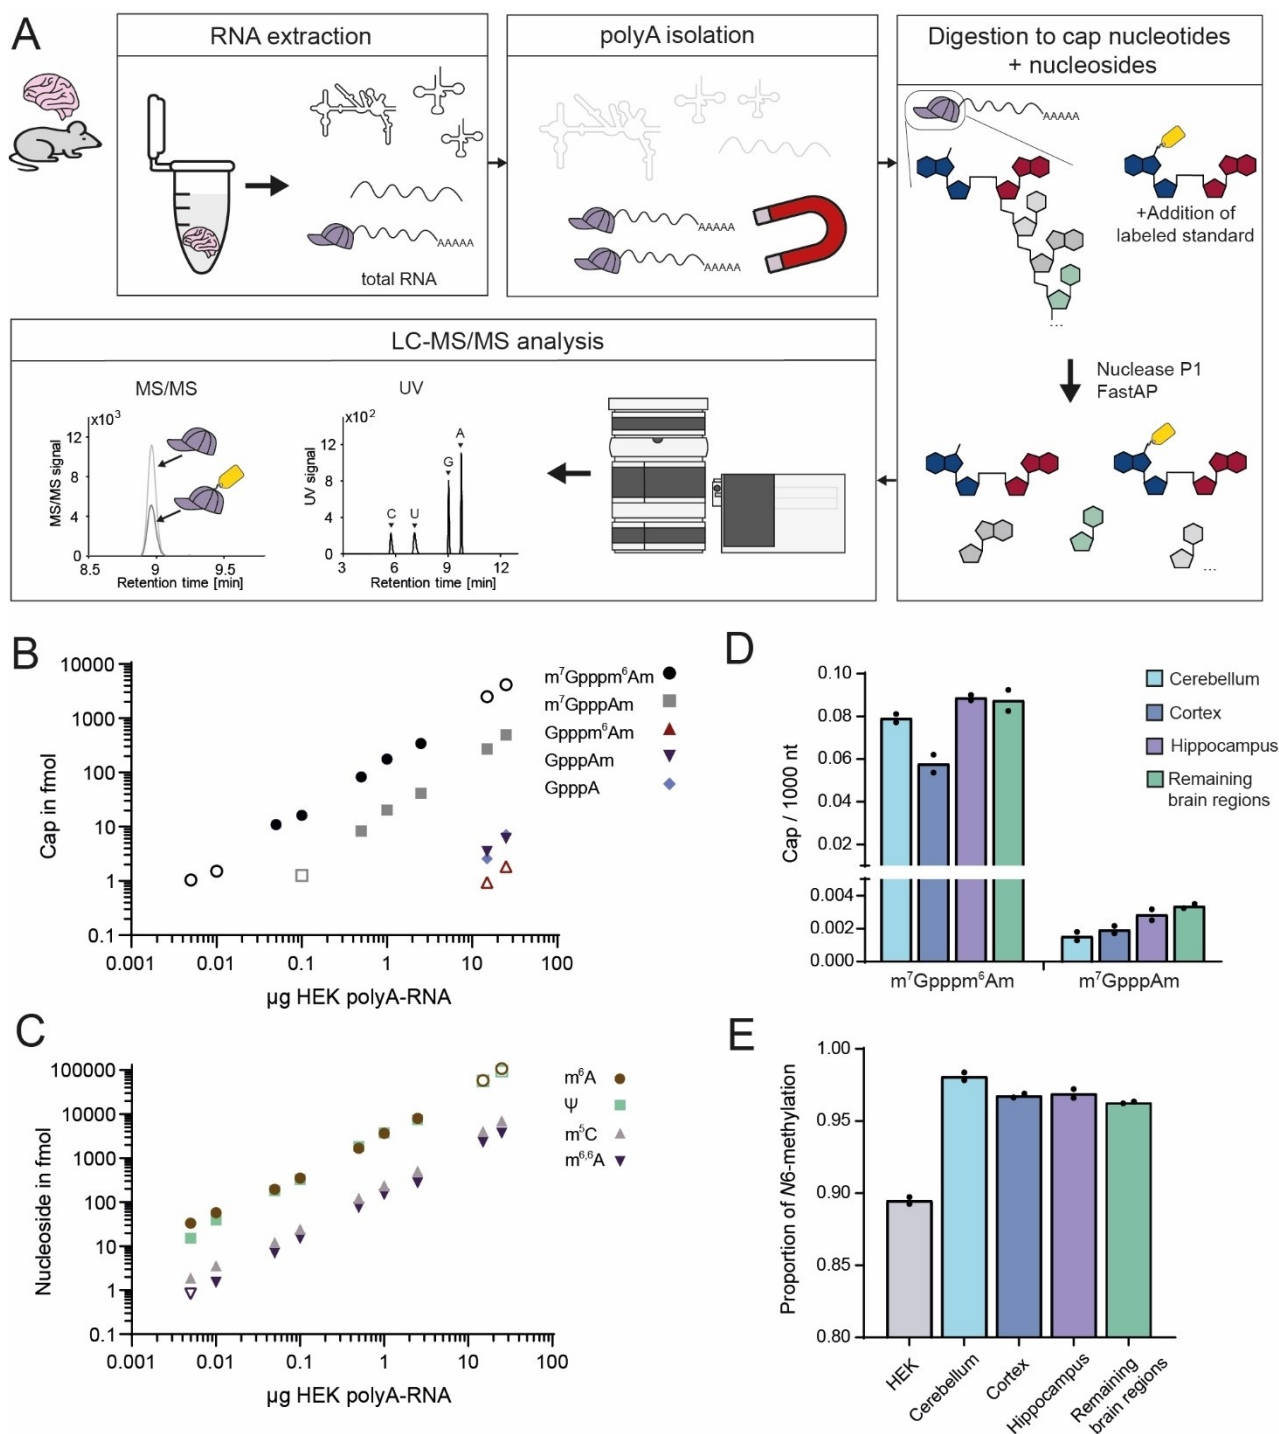 A
RNA extraction
AAAAA
total RNA
polyA isolation
AAAAA
AAAAA
Digestion to cap nucleotides
+ nucleosides
AAAAA
+Addition of
labeled standard
...
Nuclease P1
FastAP
...
LC-MS/MS analysis
MS/MS
x10³
MS/MS signal
12
8
4
0
8.5
9
9.5
Retention time [min]
UV
x10²
UV signal
12
8
4
0
C
U
G
A
3
6
9
12
Retention time [min]
B
Cap in fmol
10000
1000
100
10
1
0.1
0.001
0.01
0.1
1
10
100
µg HEK polyA-RNA
m⁷Gpppm⁶Am
m⁷GpppAm
Gpppm⁶Am
GpppAm
GpppA
C
Nucleoside in fmol
100000
10000
1000
100
10
1
0.1
0.001
0.01
0.1
1
10
100
µg HEK polyA-RNA
m⁶A
Ψ
m⁵C
m⁶,⁶A
D
Cap / 1000 nt
0.10
0.08
0.06
0.04
0.02
0.004
0.002
0.000
m⁷Gpppm⁶Am
m⁷GpppAm
Cerebellum
Cortex
Hippocampus
Remaining
brain regions
E
Proportion of N6-methylation
1.00
0.95
0.90
0.85
0.80
HEK
Cerebellum
Cortex
Hippocampus
Remaining
brain regions